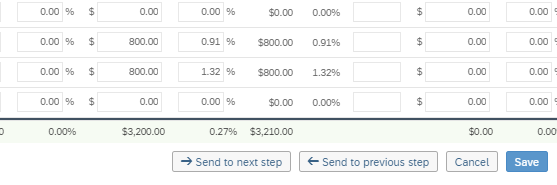 0.00 % $ 0.00 0.00 % $0.00 0.00% $ 0.00 0.00
0.00 % $ 800.00 0.91 % $800.00 0.91% $ 0.00 0.00
0.00 % $ 800.00 1.32 % $800.00 1.32% $ 0.00 0.00
0.00 % $ 0.00 0.00 % $0.00 0.00% $ 0.00 0.00
0.00% $3,200.00 0.27% $3,210.00 $0.00 0.00
→ Send to next step ← Send to previous step Cancel Save